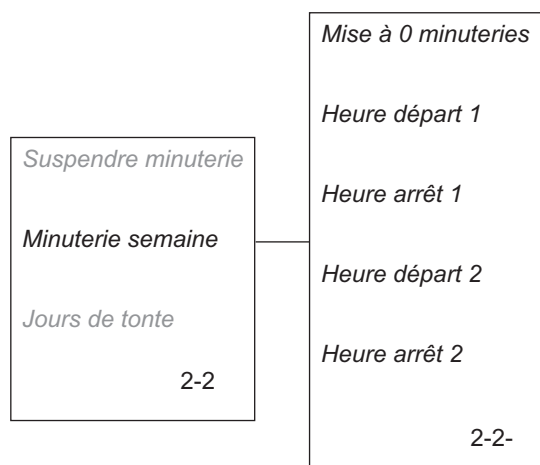 Suspendre minuterie
Minuterie semaine
Jours de tonte
2-2
Mise à 0 minuteries
Heure départ 1
Heure arrêt 1
Heure départ 2
Heure arrêt 2
2-2-